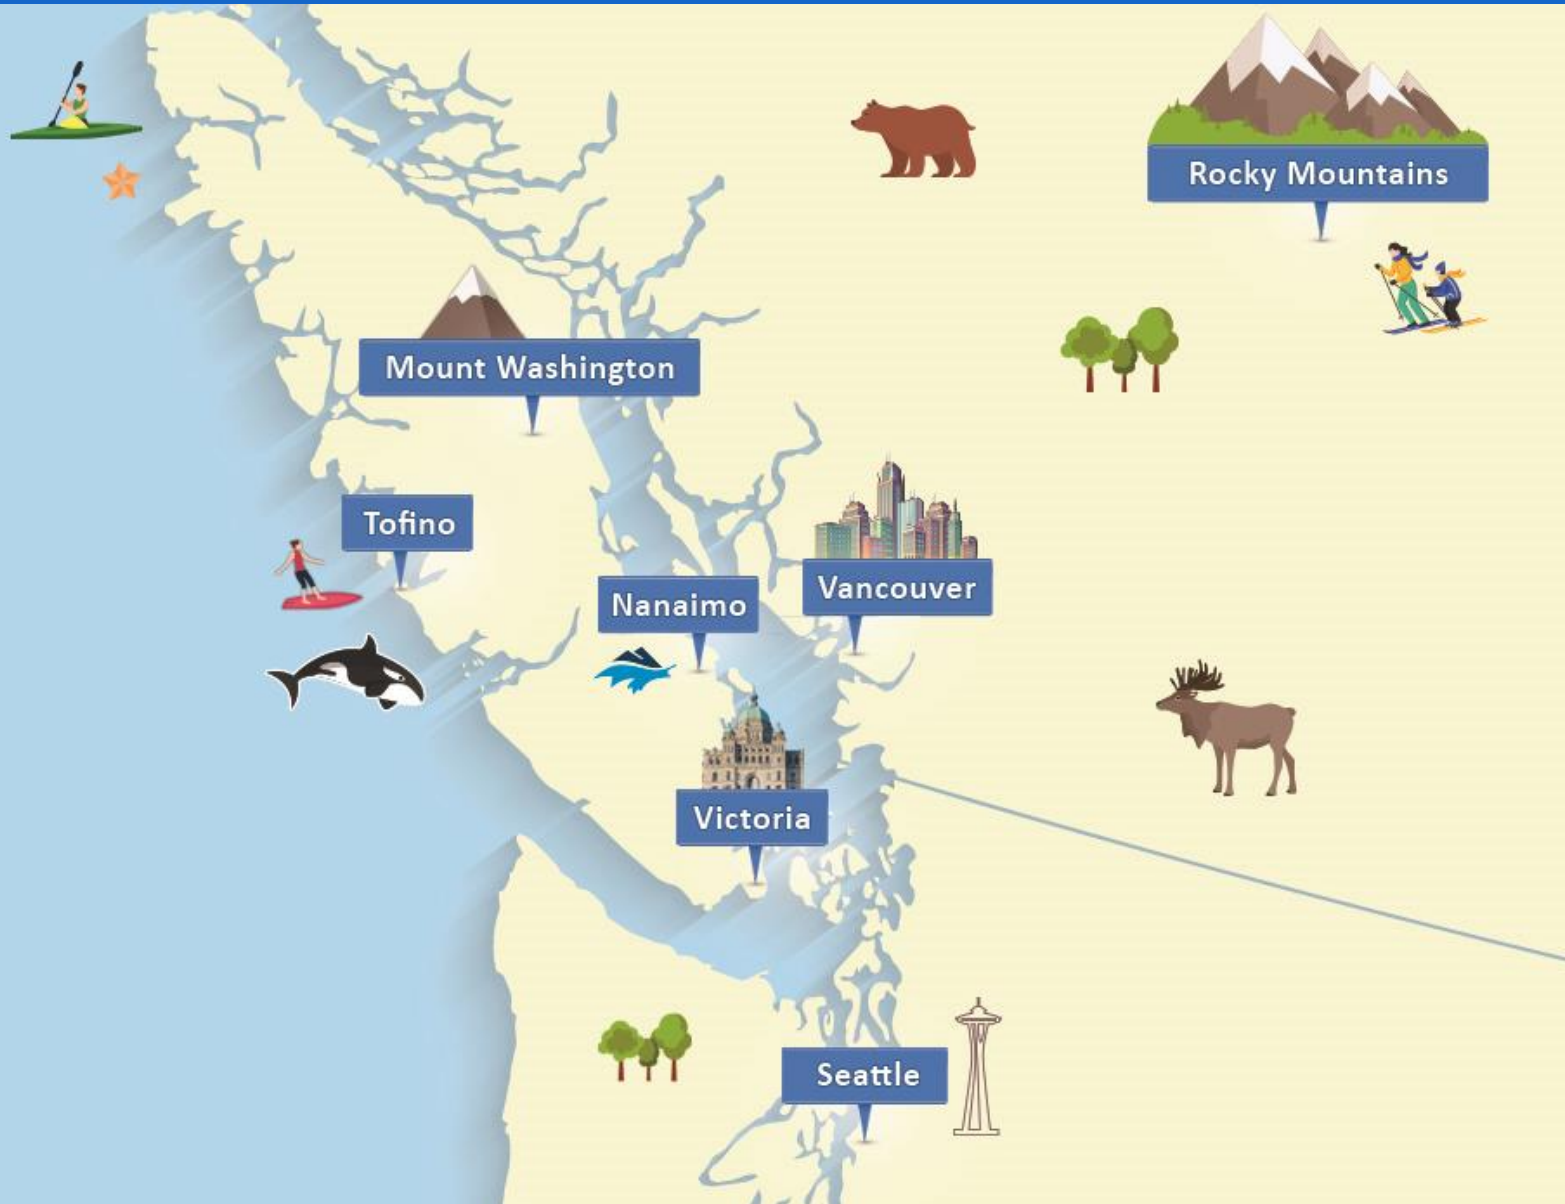 Rocky Mountains
Mount Washington
Tofino
Nanaimo
Vancouver
Victoria
Seattle